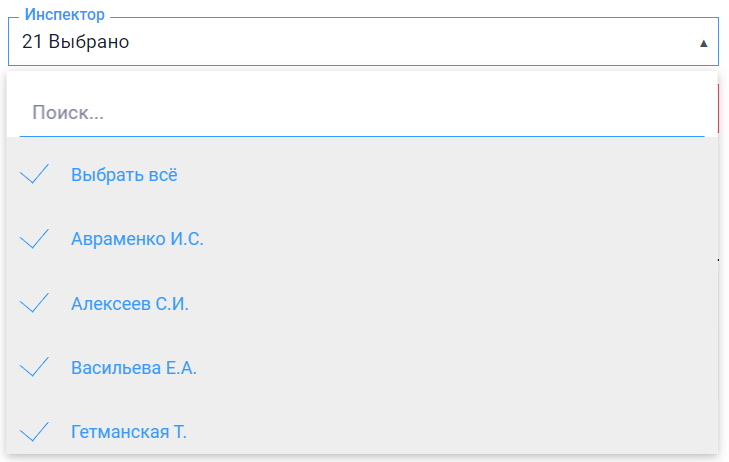 Инспектор
21 Выбрано
Поиск...
Выбрать всё
Авраменко И.С.
Алексеев С.И.
Васильева Е.А.
Гетманская Т.